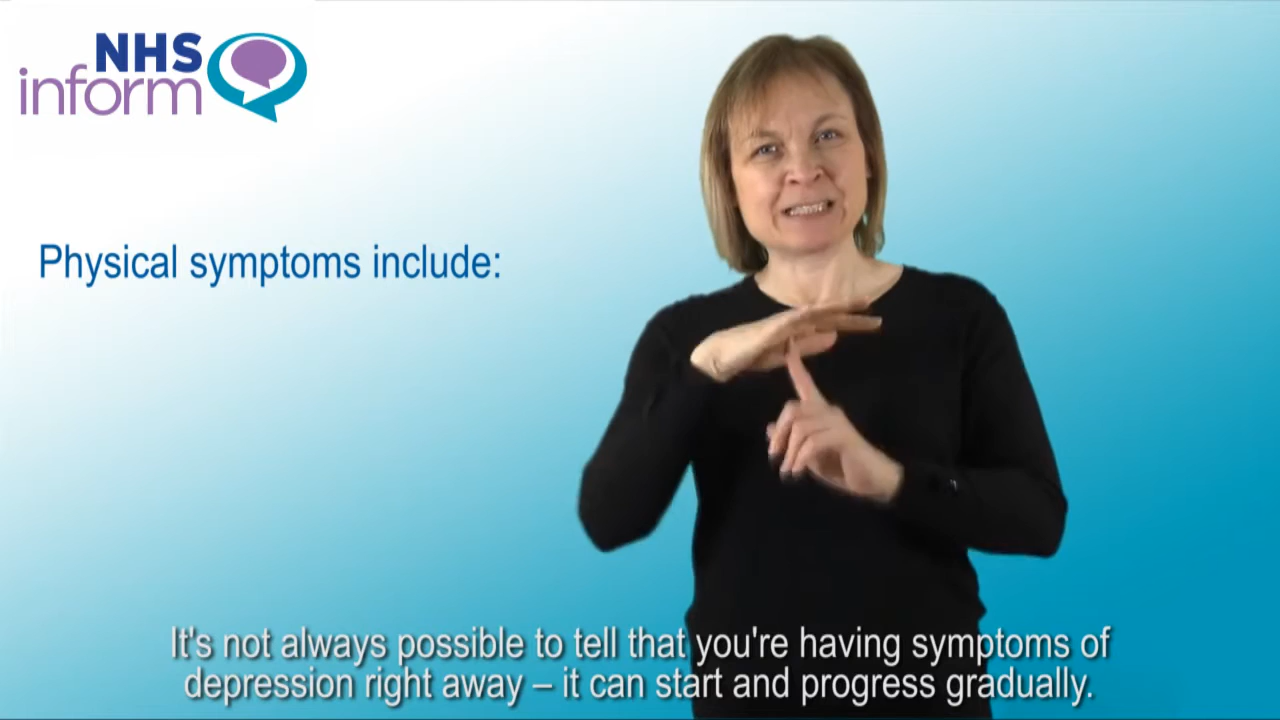 NHS
inform
Physical symptoms include:
It's not always possible to tell that you're having symptoms of
depression right away – it can start and progress gradually.